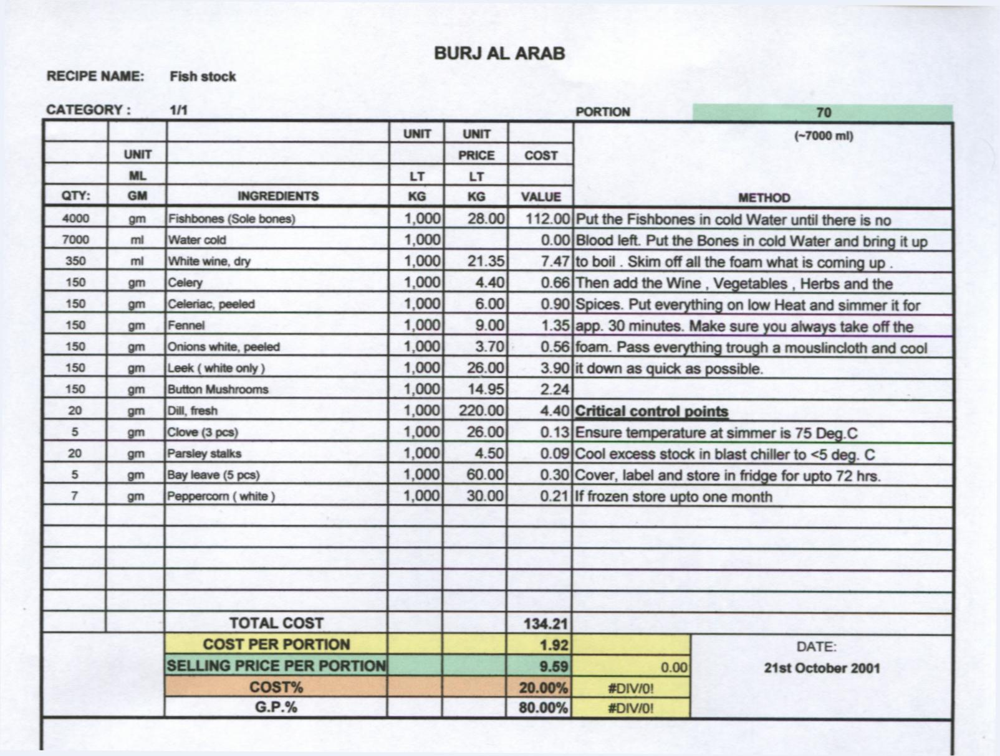 BURJ AL ARAB
RECIPE NAME: Fish stock
CATEGORY : 1/1 PORTION 70
UNIT UNIT (~7000 ml)
UNIT PRICE COST
ML LT LT
QTY: GM INGREDIENTS KG KG VALUE METHOD
4000 gm Fishbones (Sole bones) 1,000 28.00 112.00 Put the Fishbones in cold Water until there is no
7000 ml Water cold 1,000 0.00 Blood left. Put the Bones in cold Water and bring it up
350 ml White wine, dry 1,000 21.35 7.47 to boil . Skim off all the foam what is coming up .
150 gm Celery 1,000 4.40 0.66 Then add the Wine , Vegetables , Herbs and the
150 gm Celeriac, peeled 1,000 6.00 0.90 Spices. Put everything on low Heat and simmer it for
150 gm Fennel 1,000 9.00 1.35 app. 30 minutes. Make sure you always take off the
150 gm Onions white, peeled 1,000 3.70 0.56 foam. Pass everything trough a mouslincloth and cool
150 gm Leek ( white only ) 1,000 26.00 3.90 it down as quick as possible.
150 gm Button Mushrooms 1,000 14.95 2.24
20 gm Dill, fresh 1,000 220.00 4.40 Critical control points
5 gm Clove (3 pcs) 1,000 26.00 0.13 Ensure temperature at simmer is 75 Deg.C
20 gm Parsley stalks 1,000 4.50 0.09 Cool excess stock in blast chiller to <5 deg. C
5 gm Bay leave (5 pcs) 1,000 60.00 0.30 Cover, label and store in fridge for upto 72 hrs.
7 gm Peppercorn ( white ) 1,000 30.00 0.21 If frozen store upto one month
TOTAL COST 134.21
COST PER PORTION 1.92 DATE:
SELLING PRICE PER PORTION 9.59 0.00 21st October 2001
COST% 20.00% #DIV/0!
G.P.% 80.00% #DIV/0!